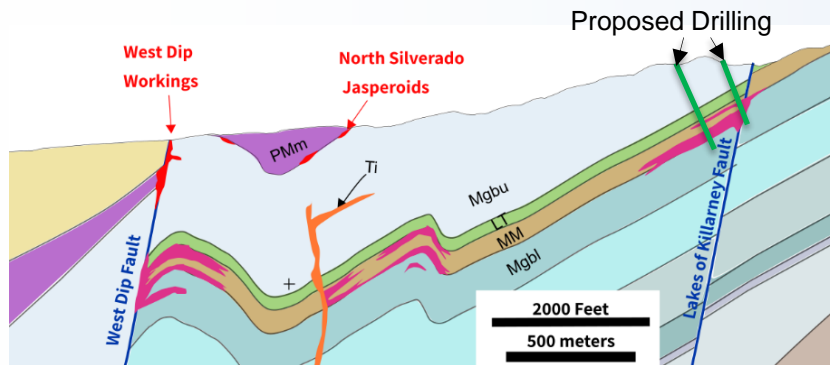 Proposed Drilling
West Dip
Workings
North Silverado
Jasperoids
PMm
Ti
Mgbu
LT
MM
Mgbl
West Dip Fault
Lakes of Killarney Fault
2000 Feet
500 meters